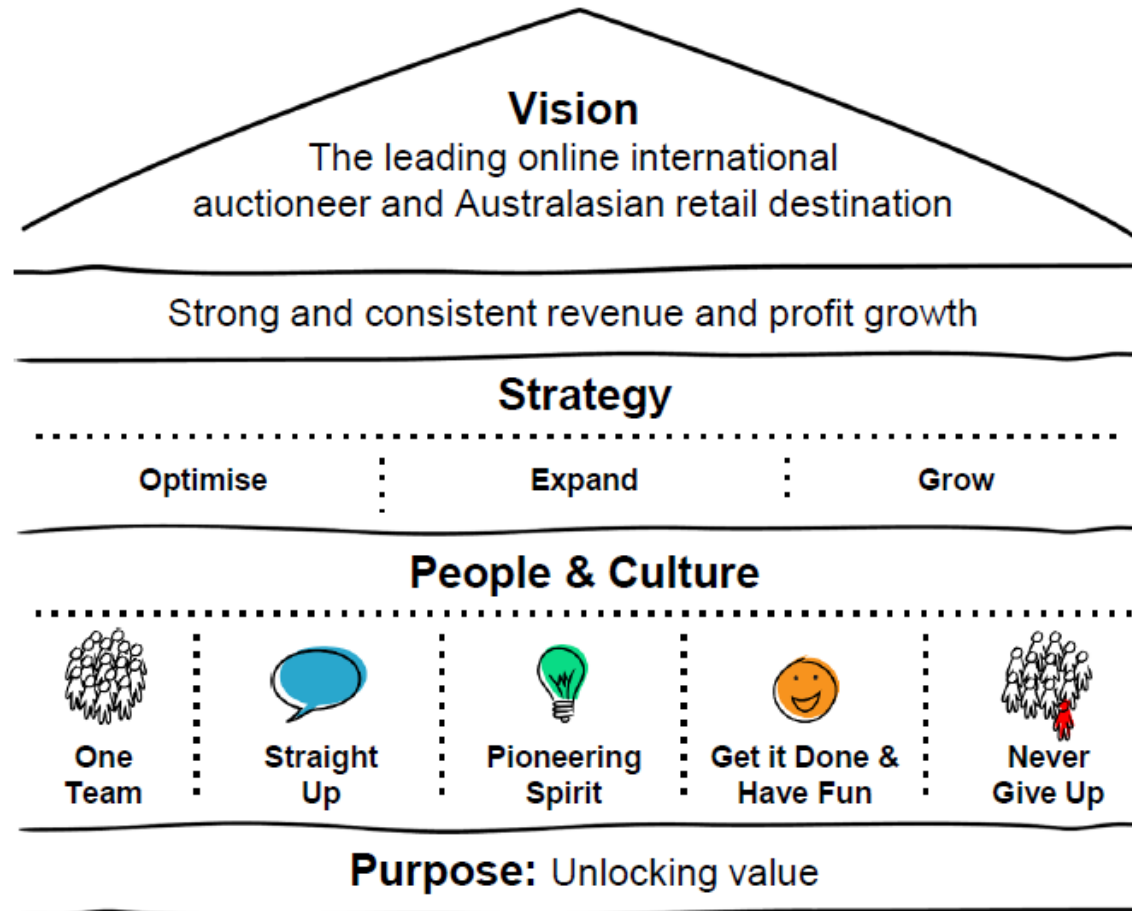 Vision
The leading online international
auctioneer and Australasian retail destination
Strong and consistent revenue and profit growth
Strategy
Optimise
Expand
Grow
People & Culture
One
Team
Straight
Up
Pioneering
Spirit
Get it Done &
Have Fun
Never
Give Up
Purpose: Unlocking value